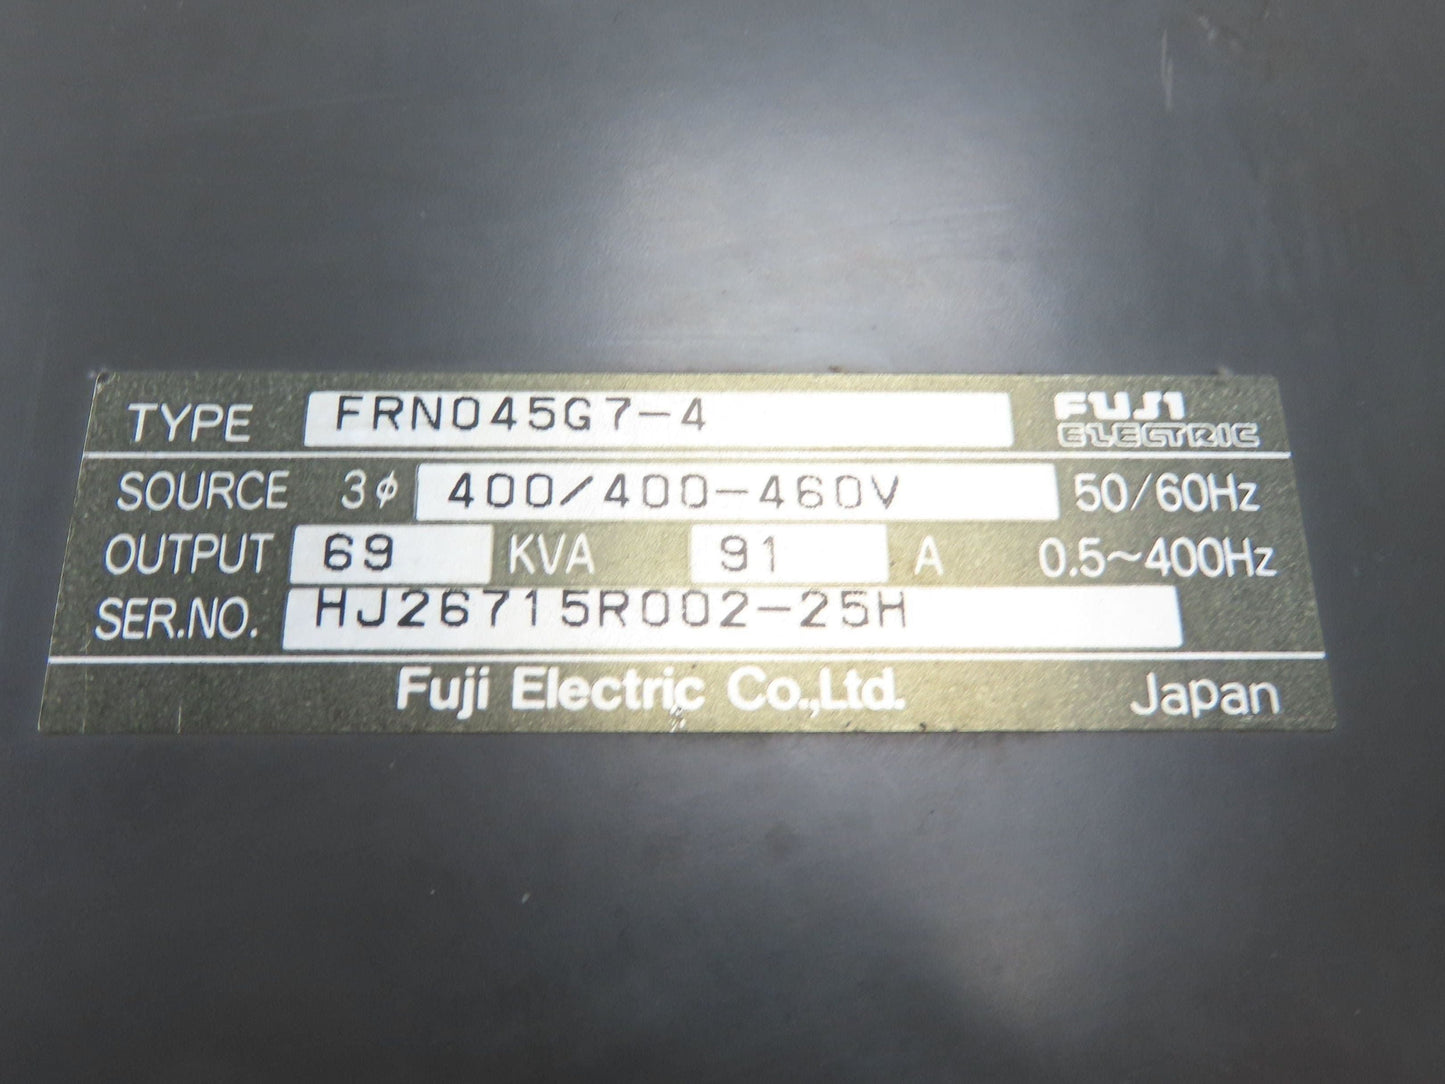 TYPE FRN045G7-4 FUJI ELECTRIC
SOURCE 3ϕ 400/400-460V 50/60Hz
OUTPUT 69 KVA 91 A 0.5~400Hz
SER.NO. HJ26715R002-25H
Fuji Electric Co.,Ltd. Japan